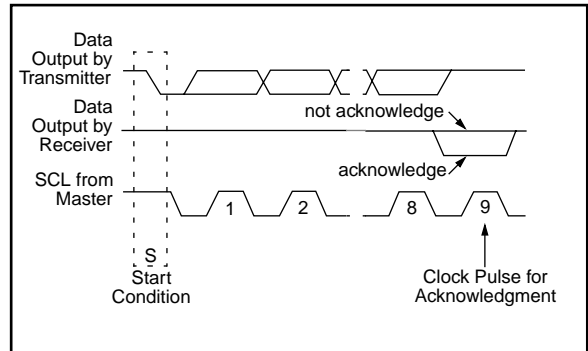 Data
Output by
Transmitter
Data
Output by
Receiver
not acknowledge
acknowledge
SCL from
Master
1
2
8
9
S
Start
Condition
Clock Pulse for
Acknowledgment